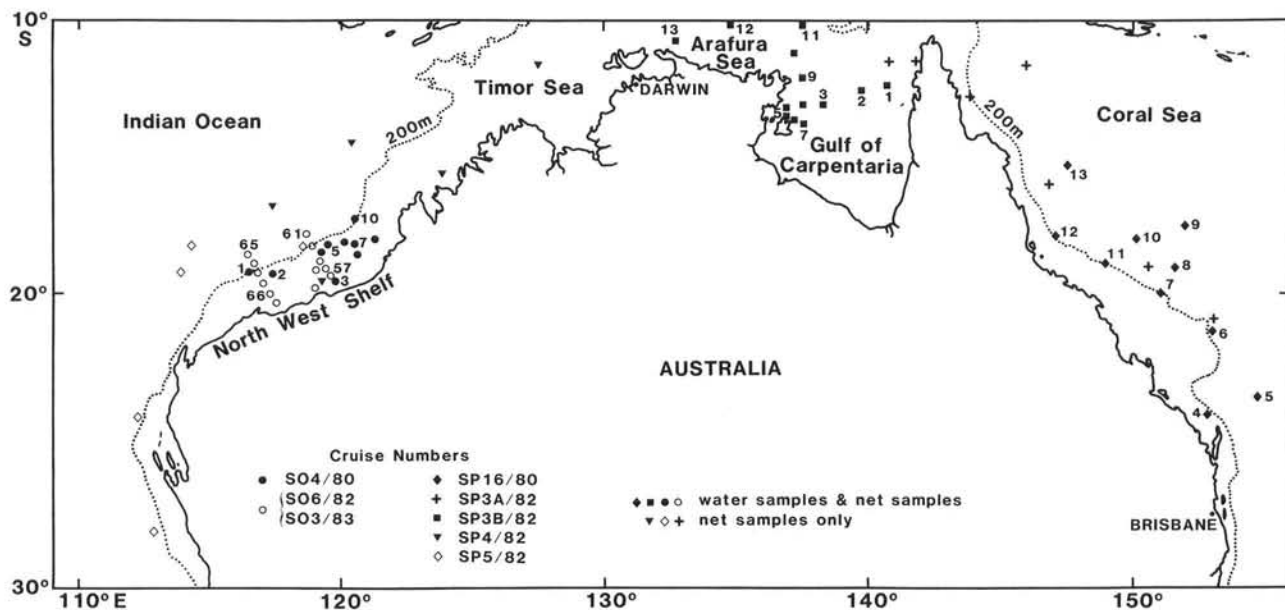 10°
S
13
12
11
Arafura
Sea
DARWIN
9
Timor Sea
3
2
1
5
7
Indian Ocean
200m
200m
Coral Sea
Gulf of
Carpentaria
13
10
61
65
5
7
12
10
9
1
2
57
11
8
3
66
7
20°
North West Shelf
6
AUSTRALIA
5
4
Cruise Numbers
SO4/80
SO6/82
SO3/83
SP16/80
SP3A/82
SP3B/82
SP4/82
SP5/82
water samples & net samples
net samples only
BRISBANE
30°
110°E
120°
130°
140°
150°